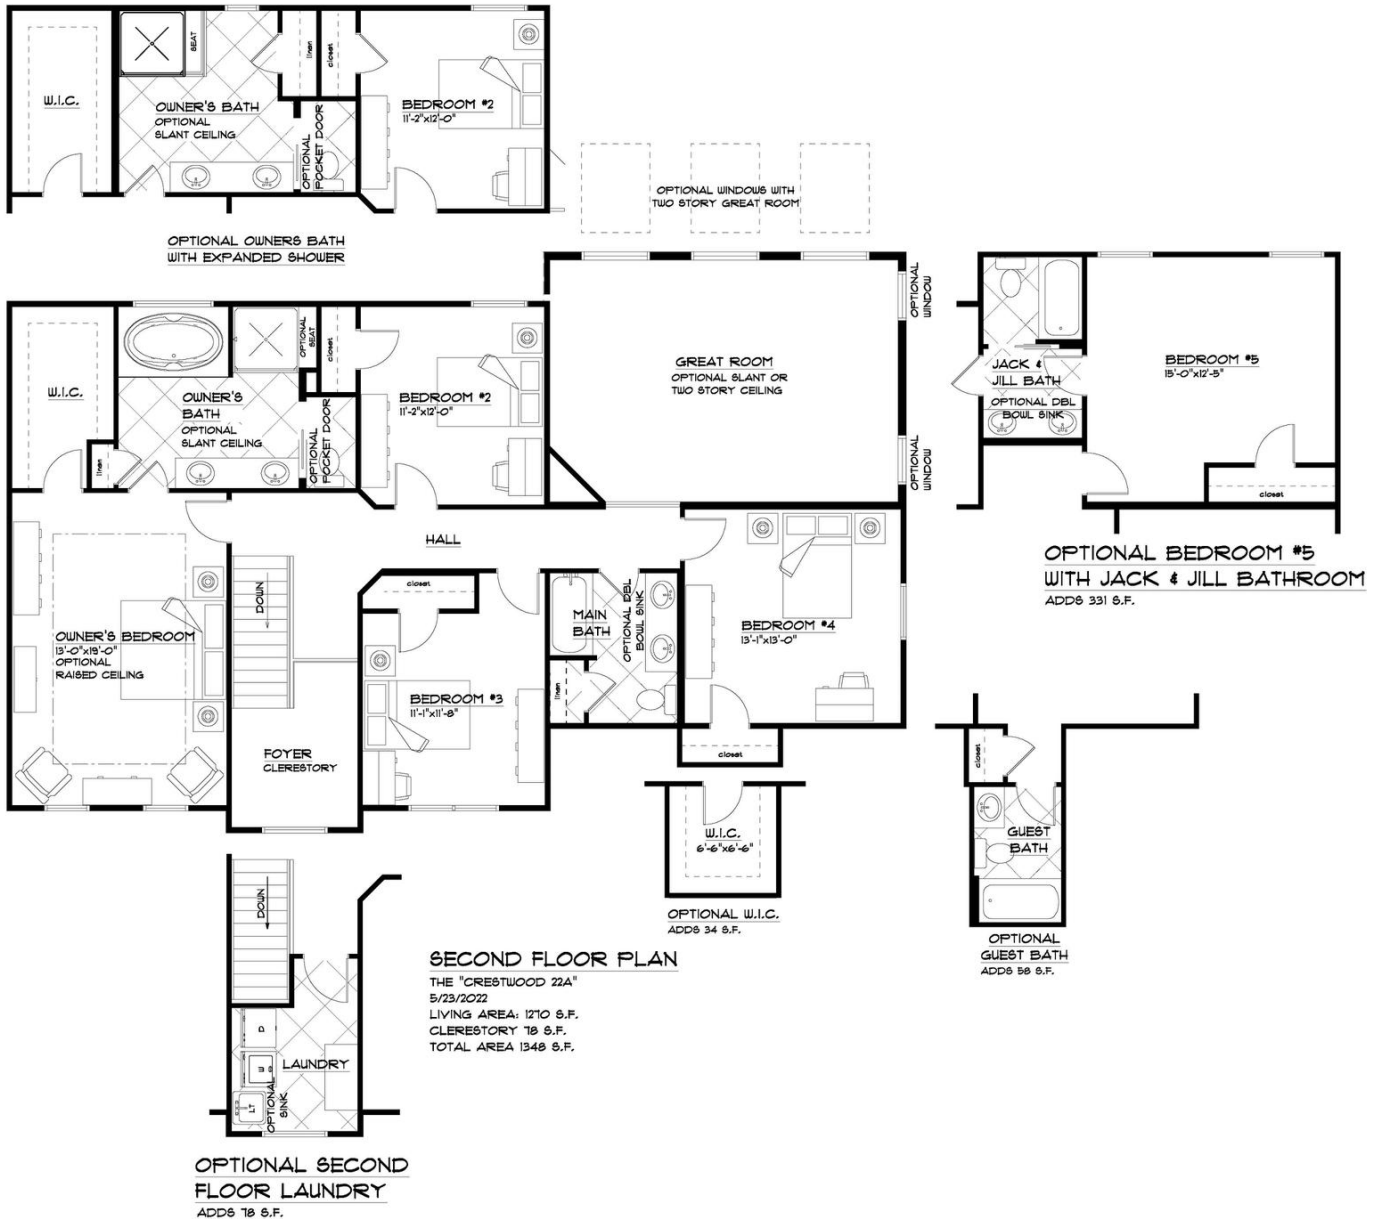 W.I.C.
SEAT
OWNER'S BATH
OPTIONAL
SLANT CEILING
linen
closet
OPTIONAL
POCKET DOOR
BEDROOM #2
11'-2"x12'-0"
OPTIONAL OWNERS BATH
WITH EXPANDED SHOWER
OPTIONAL WINDOWS WITH
TWO STORY GREAT ROOM
W.I.C.
linen
OWNER'S
BATH
OPTIONAL
SLANT CEILING
OPTIONAL
SEAT
closet
OPTIONAL
POCKET DOOR
BEDROOM #2
11'-2"x12'-0"
GREAT ROOM
OPTIONAL SLANT OR
TWO STORY CEILING
OPTIONAL
WINDOW
OPTIONAL
WINDOW
JACK &
JILL BATH
OPTIONAL DBL
BOWL SINK
BEDROOM #5
15'-0"x12'-5"
closet
OPTIONAL BEDROOM #5
WITH JACK & JILL BATHROOM
ADDS 331 S.F.
HALL
OWNER'S BEDROOM
13'-0"x19'-0"
OPTIONAL
RAISED CEILING
DOWN
FOYER
CLERESTORY
closet
BEDROOM #3
11'-1"x11'-8"
MAIN
BATH
OPTIONAL DBL
BOWL SINK
linen
BEDROOM #4
13'-1"x13'-0"
closet
W.I.C.
6'-6"x6'-6"
OPTIONAL W.I.C.
ADDS 34 S.F.
closet
GUEST
BATH
OPTIONAL
GUEST BATH
ADDS 58 S.F.
DOWN
D
W
LT
LAUNDRY
OPTIONAL
SINK
OPTIONAL SECOND
FLOOR LAUNDRY
ADDS 78 S.F.
SECOND FLOOR PLAN
THE "CRESTWOOD 22A"
5/23/2022
LIVING AREA: 1270 S.F.
CLERESTORY 78 S.F.
TOTAL AREA 1348 S.F.